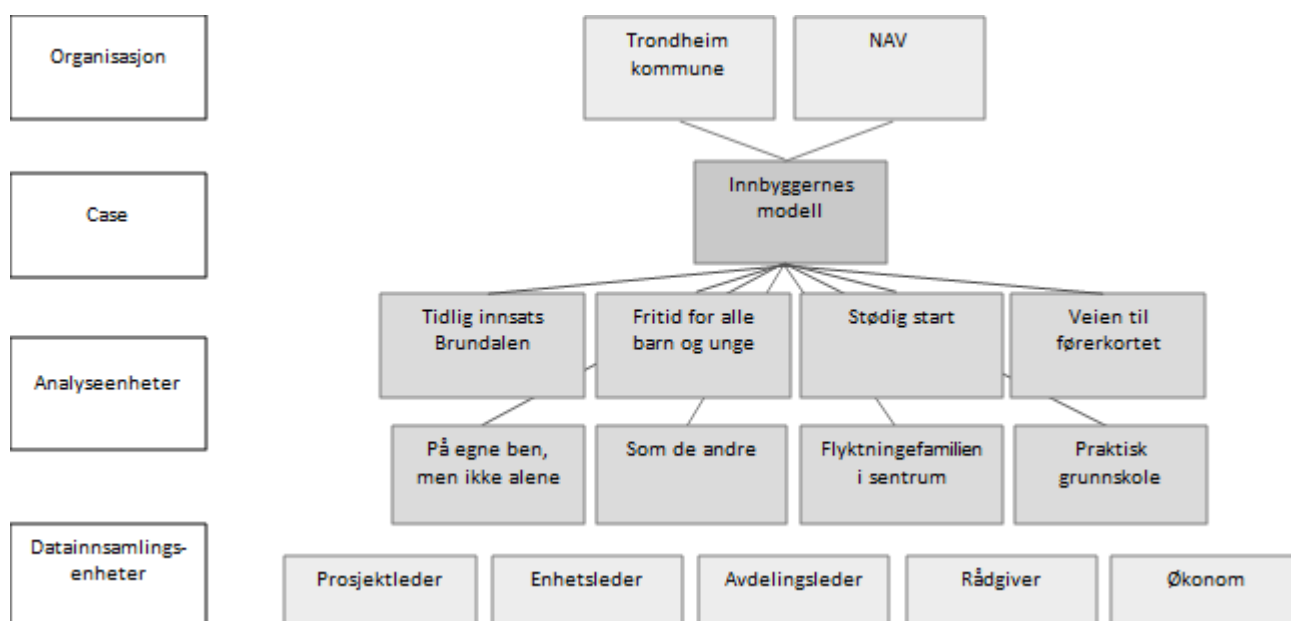 Organisasjon
Trondheim
kommune
NAV
Case
Innbyggernes
modell
Analyseenheter
Tidlig innsats
Brundalen
Fritid for alle
barn og unge
Stødig start
Veien til
førerkortet
På egne ben,
men ikke alene
Som de andre
Flyktningefamilien
i sentrum
Praktisk
grunnskole
Datainnsamlings-
enheter
Prosjektleder
Enhetsleder
Avdelingsleder
Rådgiver
Økonom